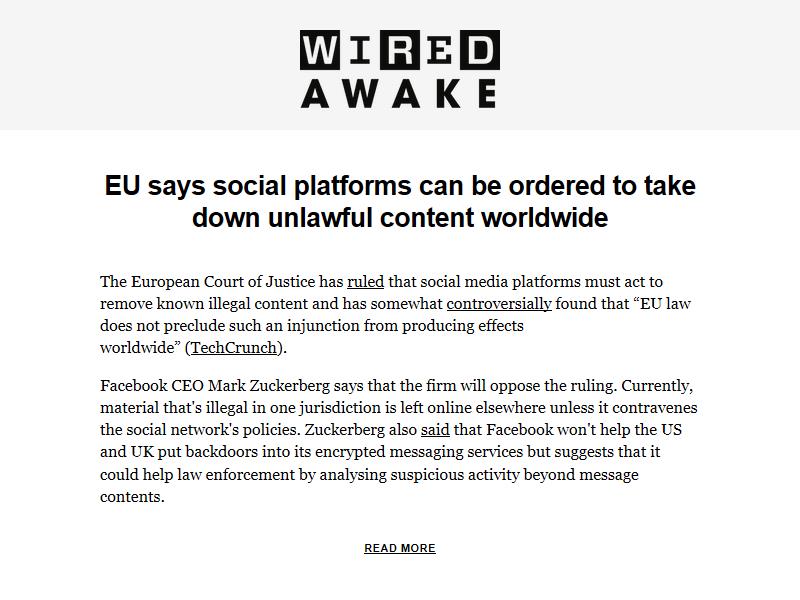 WIRED
AWAKE
EU says social platforms can be ordered to take
down unlawful content worldwide
The European Court of Justice has ruled that social media platforms must act to
remove known illegal content and has somewhat controversially found that “EU law
does not preclude such an injunction from producing effects
worldwide” (TechCrunch).
Facebook CEO Mark Zuckerberg says that the firm will oppose the ruling. Currently,
material that's illegal in one jurisdiction is left online elsewhere unless it contravenes
the social network's policies. Zuckerberg also said that Facebook won't help the US
and UK put backdoors into its encrypted messaging services but suggests that it
could help law enforcement by analysing suspicious activity beyond message
contents.
READ MORE